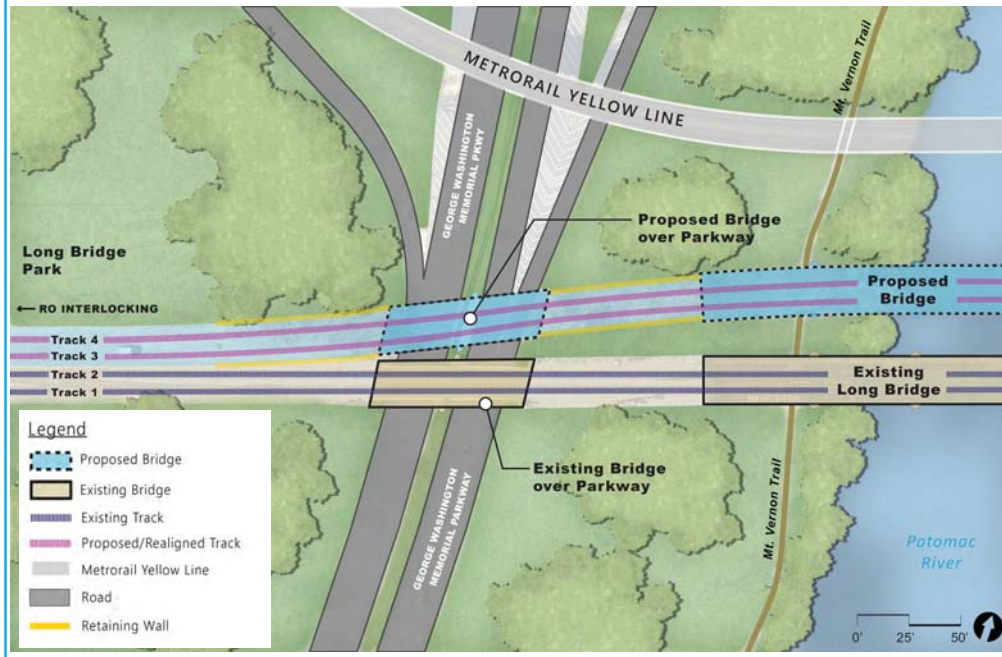 METRORAIL YELLOW LINE
Mt. Vernon Trail
GEORGE WASHINGTON
MEMORIAL PKWY
Proposed Bridge
over Parkway
Long Bridge
Park
← RO INTERLOCKING
Proposed
Bridge
Track 4
Track 3
Track 2
Track 1
Existing
Long Bridge
Existing Bridge
over Parkway
GEORGE WASHINGTON
MEMORIAL PARKWAY
Mt. Vernon Trail
Potomac
River
Legend
Proposed Bridge
Existing Bridge
Existing Track
Proposed/Realigned Track
Metrorail Yellow Line
Road
Retaining Wall
0' 25' 50'